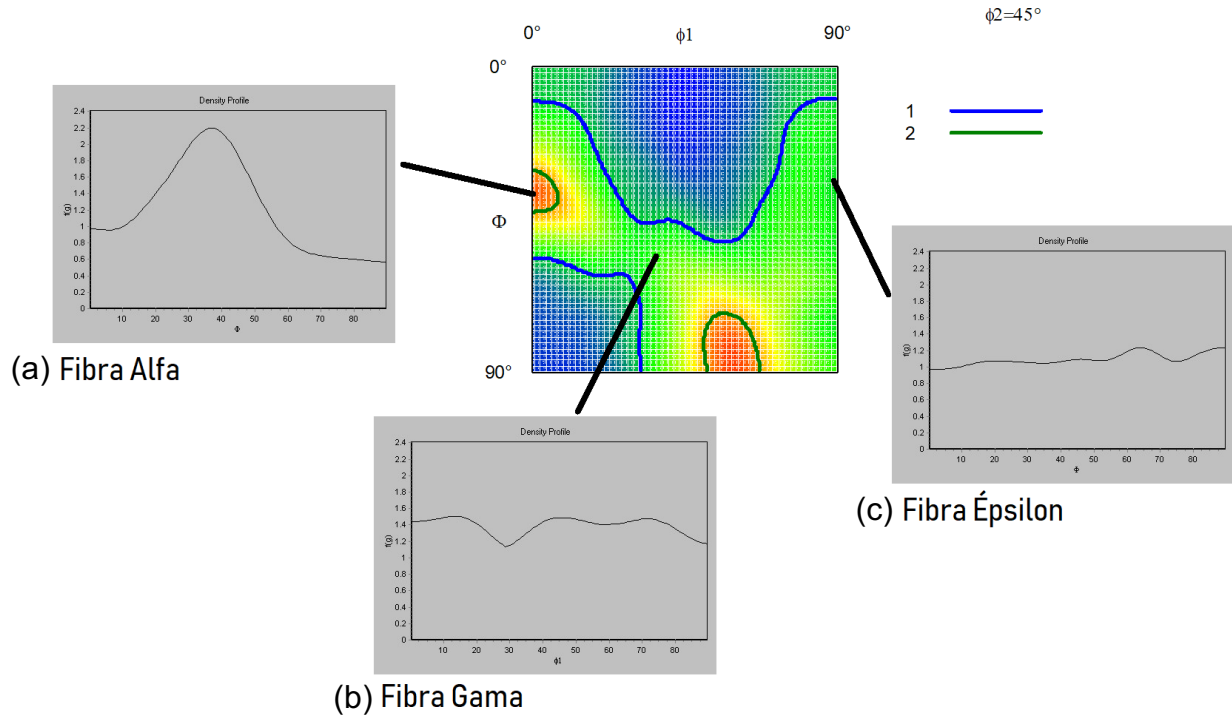 ϕ2=45°
0° ϕ1 90°
0°
Φ
90°
1
2
Density Profile
2.4
2.2
2
1.8
1.6
1.4
1.2
1
0.8
0.6
0.4
0.2
0
f(g)
10 20 30 40 50 60 70 80
Φ
(a) Fibra Alfa
Density Profile
2.4
2.2
2
1.8
1.6
1.4
1.2
1
0.8
0.6
0.4
0.2
0
f(g)
10 20 30 40 50 60 70 80
Φ
(c) Fibra Épsilon
Density Profile
2.4
2.2
2
1.8
1.6
1.4
1.2
1
0.8
0.6
0.4
0.2
0
f(g)
10 20 30 40 50 60 70 80
ϕ1
(b) Fibra Gama